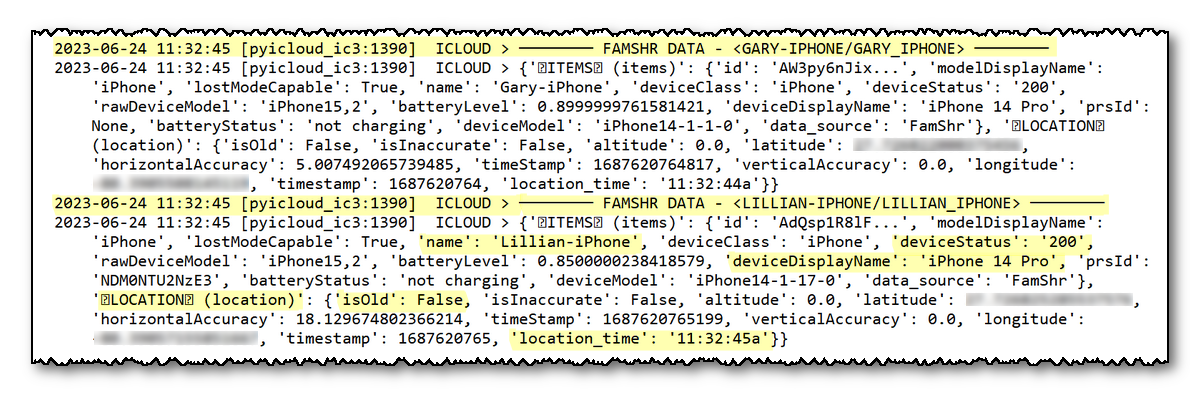 2023-06-24 11:32:45 [pyicloud_ic3:1390]  ICLOUD > ———————— FAMSHR DATA - <GARY-IPHONE/GARY_IPHONE> ————————
2023-06-24 11:32:45 [pyicloud_ic3:1390]  ICLOUD > {'ITEMS (items)': {'id': 'AW3py6nJix...', 'modelDisplayName':
'iPhone', 'lostModeCapable': True, 'name': 'Gary-iPhone', 'deviceClass': 'iPhone', 'deviceStatus': '200',
'rawDeviceModel': 'iPhone15,2', 'batteryLevel': 0.8999999761581421, 'deviceDisplayName': 'iPhone 14 Pro', 'prsId':
None, 'batteryStatus': 'not charging', 'deviceModel': 'iPhone14-1-1-0', 'data_source': 'FamShr'}, 'LOCATION
(location)': {'isOld': False, 'isInaccurate': False, 'altitude': 0.0, 'latitude': ,
'horizontalAccuracy': 5.007492065739485, 'timeStamp': 1687620764817, 'verticalAccuracy': 0.0, 'longitude':
, 'timestamp': 1687620764, 'location_time': '11:32:44a'}}
2023-06-24 11:32:45 [pyicloud_ic3:1390]  ICLOUD > ———————— FAMSHR DATA - <LILLIAN-IPHONE/LILLIAN_IPHONE> ————————
2023-06-24 11:32:45 [pyicloud_ic3:1390]  ICLOUD > {'ITEMS (items)': {'id': 'AdQsp1R8lF...', 'modelDisplayName':
'iPhone', 'lostModeCapable': True, 'name': 'Lillian-iPhone', 'deviceClass': 'iPhone', 'deviceStatus': '200',
'rawDeviceModel': 'iPhone15,2', 'batteryLevel': 0.8500000238418579, 'deviceDisplayName': 'iPhone 14 Pro', 'prsId':
'NDM0NTU2NzE3', 'batteryStatus': 'not charging', 'deviceModel': 'iPhone14-1-17-0', 'data_source': 'FamShr'},
'LOCATION (location)': {'isOld': False, 'isInaccurate': False, 'altitude': 0.0, 'latitude': ,
'horizontalAccuracy': 18.129674802366214, 'timeStamp': 1687620765199, 'verticalAccuracy': 0.0, 'longitude':
, 'timestamp': 1687620765, 'location_time': '11:32:45a'}}